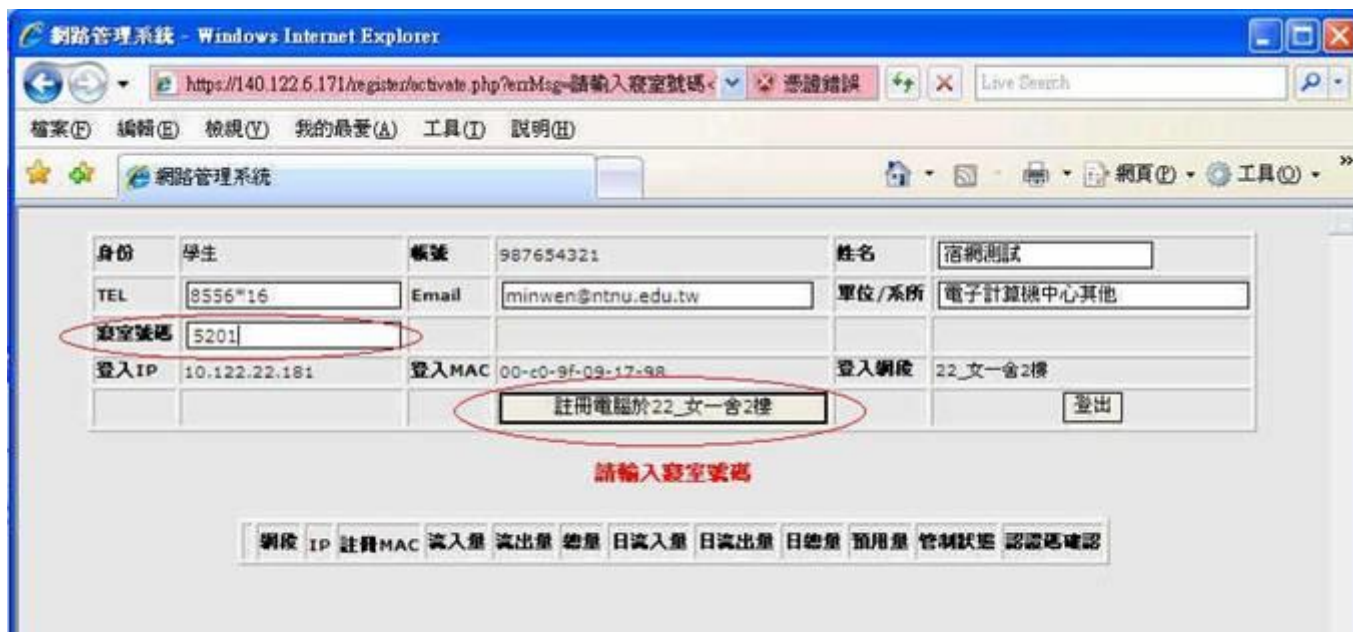 網路管理系統 - Windows Internet Explorer
https://140.122.6.171/register/activate.php?errMsg=請輸入寢室號碼< 憑證錯誤 Live Search
檔案(F) 編輯(E) 檢視(V) 我的最愛(A) 工具(T) 說明(H)
網路管理系統 網頁(P) 工具(O) »
身份 學生 帳號 987654321 姓名 宿網測試
TEL 8556*16 Email minwen@ntnu.edu.tw 單位/系所 電子計算機中心其他
寢室號碼 5201
登入IP 10.122.22.181 登入MAC 00-c0-9f-09-17-98 登入網段 22_女一舍2樓
註冊電腦於22_女一舍2樓 登出
請輸入寢室號碼
網段 IP 註冊MAC 流入量 流出量 總量 日流入量 日流出量 日總量 預用量 管制狀態 認證碼確認